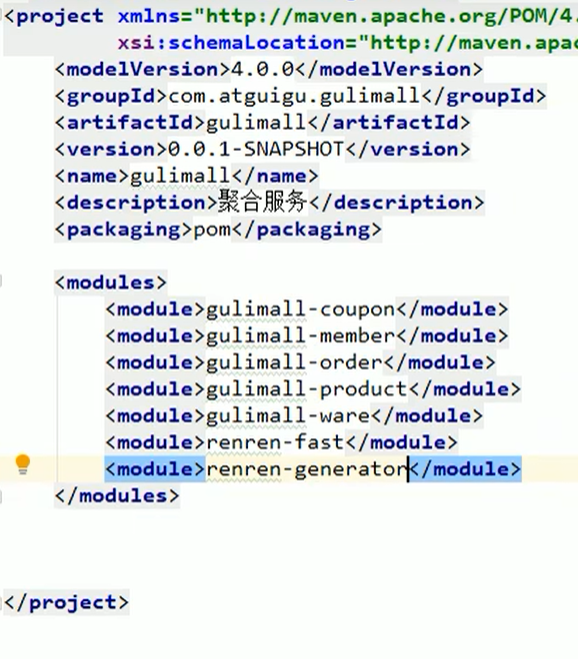 <project xmlns="http://maven.apache.org/POM/4.
xsi:schemaLocation="http://maven.apac
<modelVersion>4.0.0</modelVersion>
<groupId>com.atguigu.gulimall</groupId>
<artifactId>gulimall</artifactId>
<version>0.0.1-SNAPSHOT</version>
<name>gulimall</name>
<description>聚合服务</description>
<packaging>pom</packaging>
<modules>
<module>gulimall-coupon</module>
<module>gulimall-member</module>
<module>gulimall-order</module>
<module>gulimall-product</module>
<module>gulimall-ware</module>
<module>renren-fast</module>
<module>renren-generator</module>
</modules>
</project>